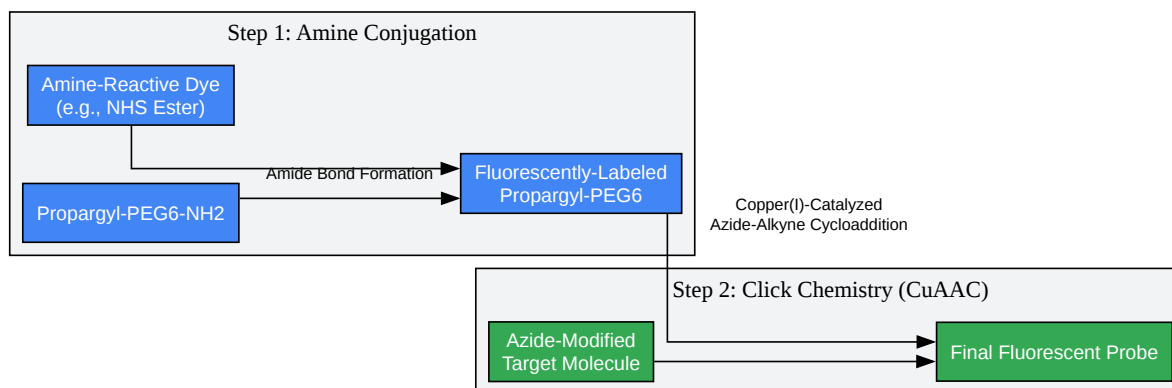 Step 1: Amine Conjugation
Amine-Reactive Dye
(e.g., NHS Ester)
Amide Bond Formation
Fluorescently-Labeled
Propargyl-PEG6
Propargyl-PEG6-NH2
Copper(I)-Catalyzed
Azide-Alkyne Cycloaddition
Step 2: Click Chemistry (CuAAC)
Azide-Modified
Target Molecule
Final Fluorescent Probe